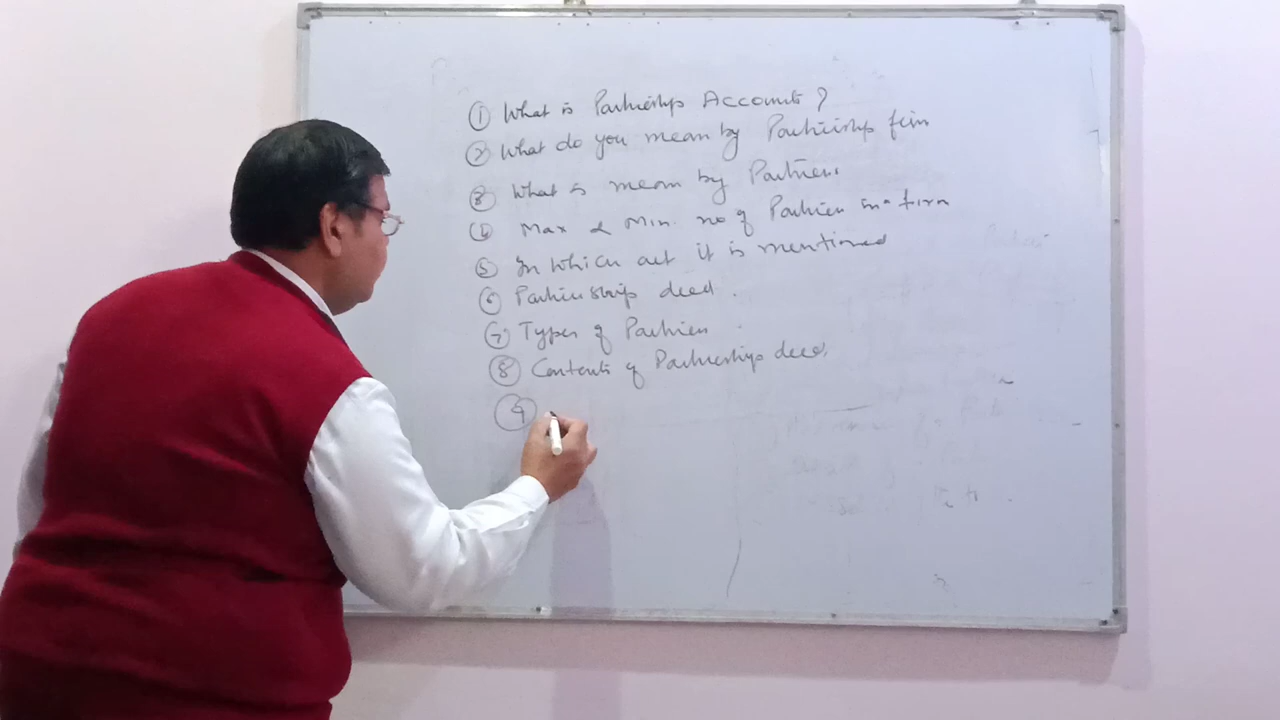 ① What is Partnership Accounts?
② What do you mean by Partnership firm
③ What is mean by Partners
④ Max & Min. no of Partners in a firm
⑤ In which act it is mentioned
⑥ Partnership deed.
⑦ Types of Partners
⑧ Contents of Partnership deed.
⑨